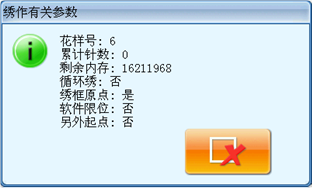 绣作有关参数
花样号: 6
累计针数: 0
剩余内存: 16211968
循环绣: 否
绣框原点: 是
软件限位: 否
另外起点: 否